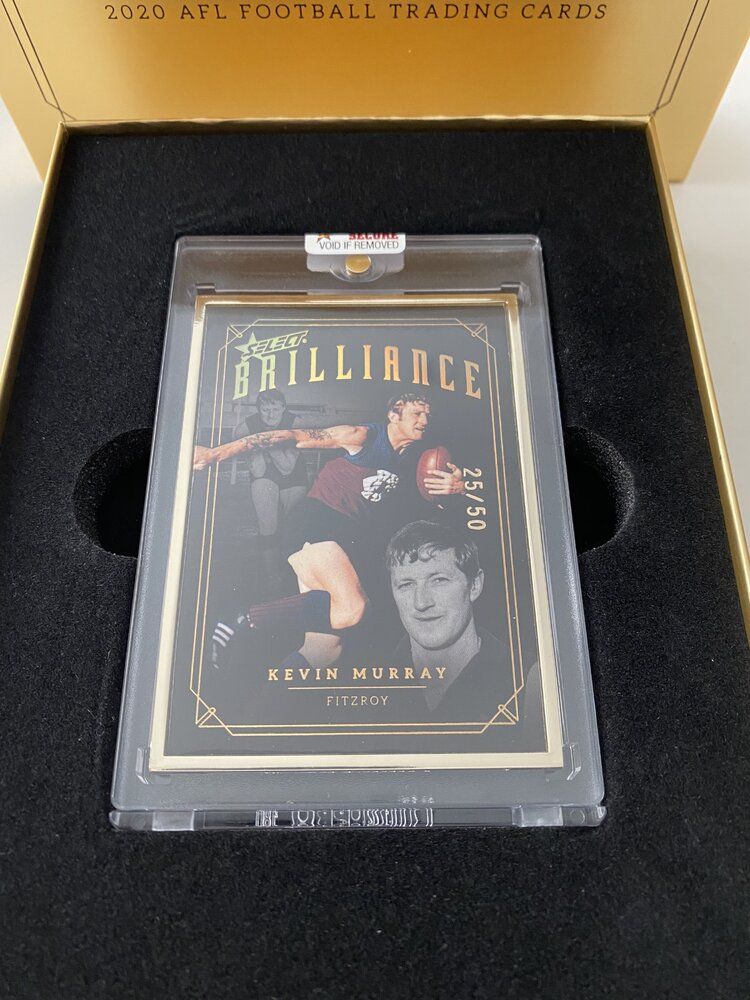 2020 AFL FOOTBALL TRADING CARDS
SECURE
VOID IF REMOVED
SELECT
BRILLIANCE
25/50
KEVIN MURRAY
FITZROY